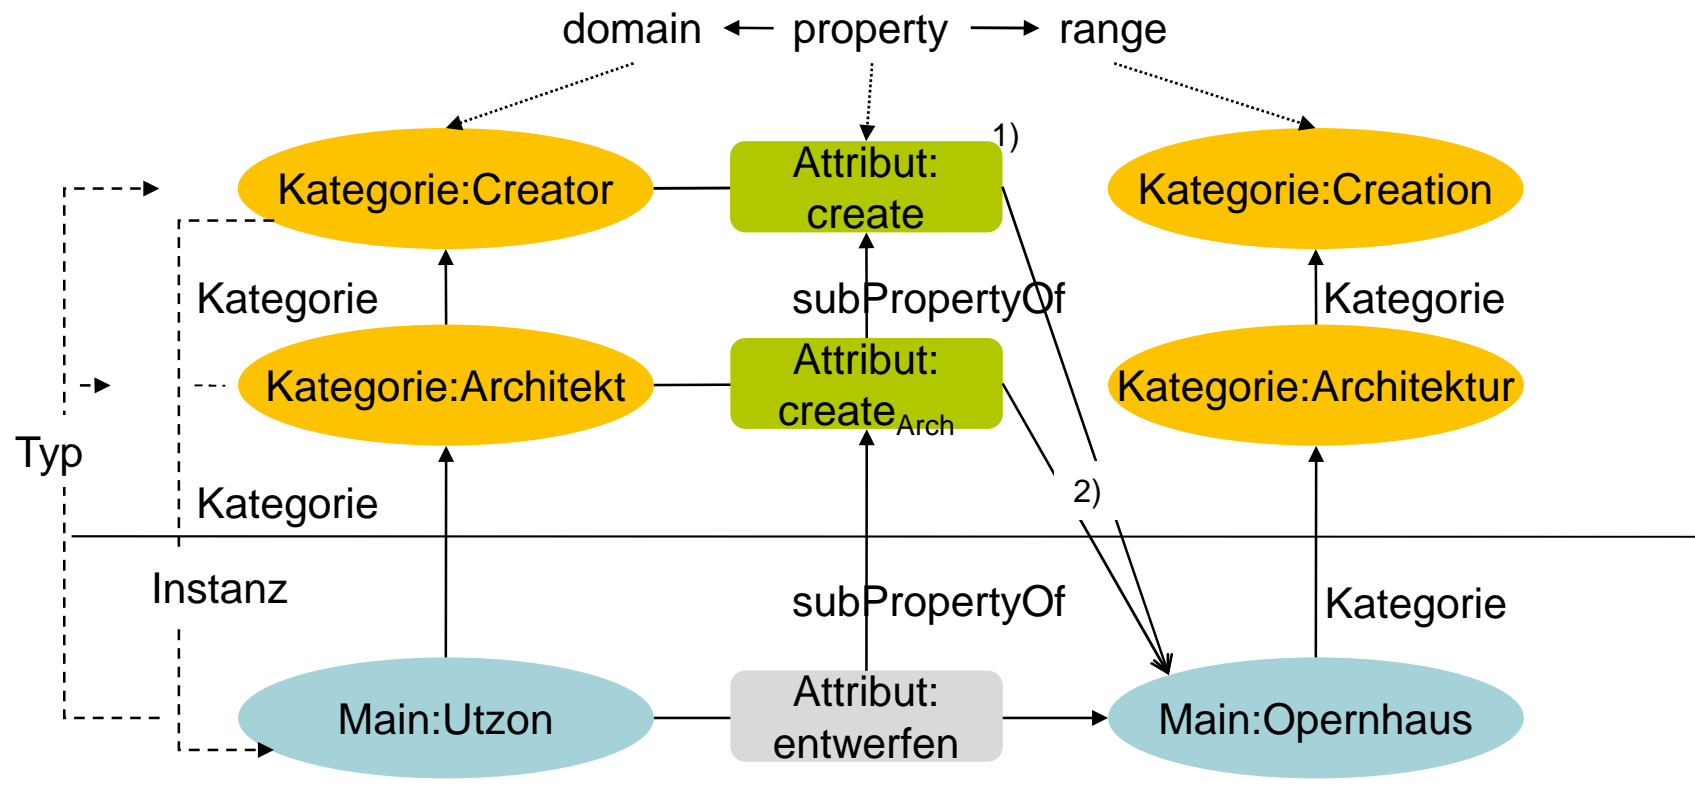 domain property range
1)
Kategorie:Creator
Attribut:
create
Kategorie:Creation
Kategorie
subPropertyOf
Kategorie
Kategorie:Architekt
Attribut:
createArch
Kategorie:Architektur
Typ
Kategorie
2)
Instanz
subPropertyOf
Kategorie
Main:Utzon
Attribut:
entwerfen
Main:Opernhaus